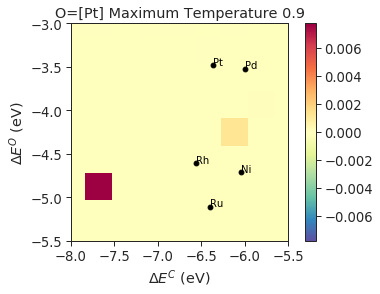 O=[Pt] Maximum Temperature 0.9
−3.0
−3.5
−4.0
−4.5
−5.0
−5.5
ΔE^O (eV)
Pt
Pd
Rh
Ni
Ru
−8.0 −7.5 −7.0 −6.5 −6.0 −5.5
ΔE^C (eV)
0.006
0.004
0.002
0.000
−0.002
−0.004
−0.006